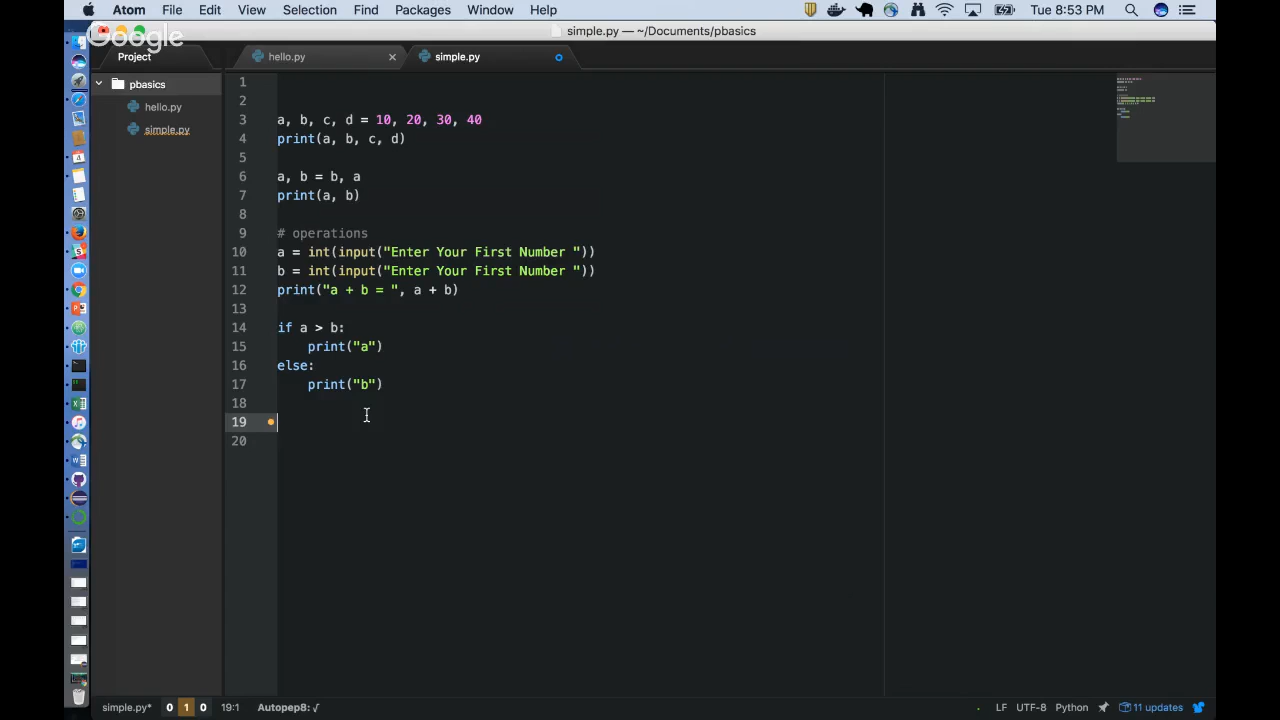 Atom File Edit View Selection Find Packages Window Help Tue 8:53 PM
Google
simple.py — ~/Documents/pbasics
Project
hello.py
simple.py
pbasics
hello.py
simple.py
1
2
3 a, b, c, d = 10, 20, 30, 40
4 print(a, b, c, d)
5
6 a, b = b, a
7 print(a, b)
8
9 # operations
10 a = int(input("Enter Your First Number "))
11 b = int(input("Enter Your First Number "))
12 print("a + b = ", a + b)
13
14 if a > b:
15 print("a")
16 else:
17 print("b")
18
19
20
simple.py* 0 1 0 19:1 Autopep8: √ LF UTF-8 Python 11 updates